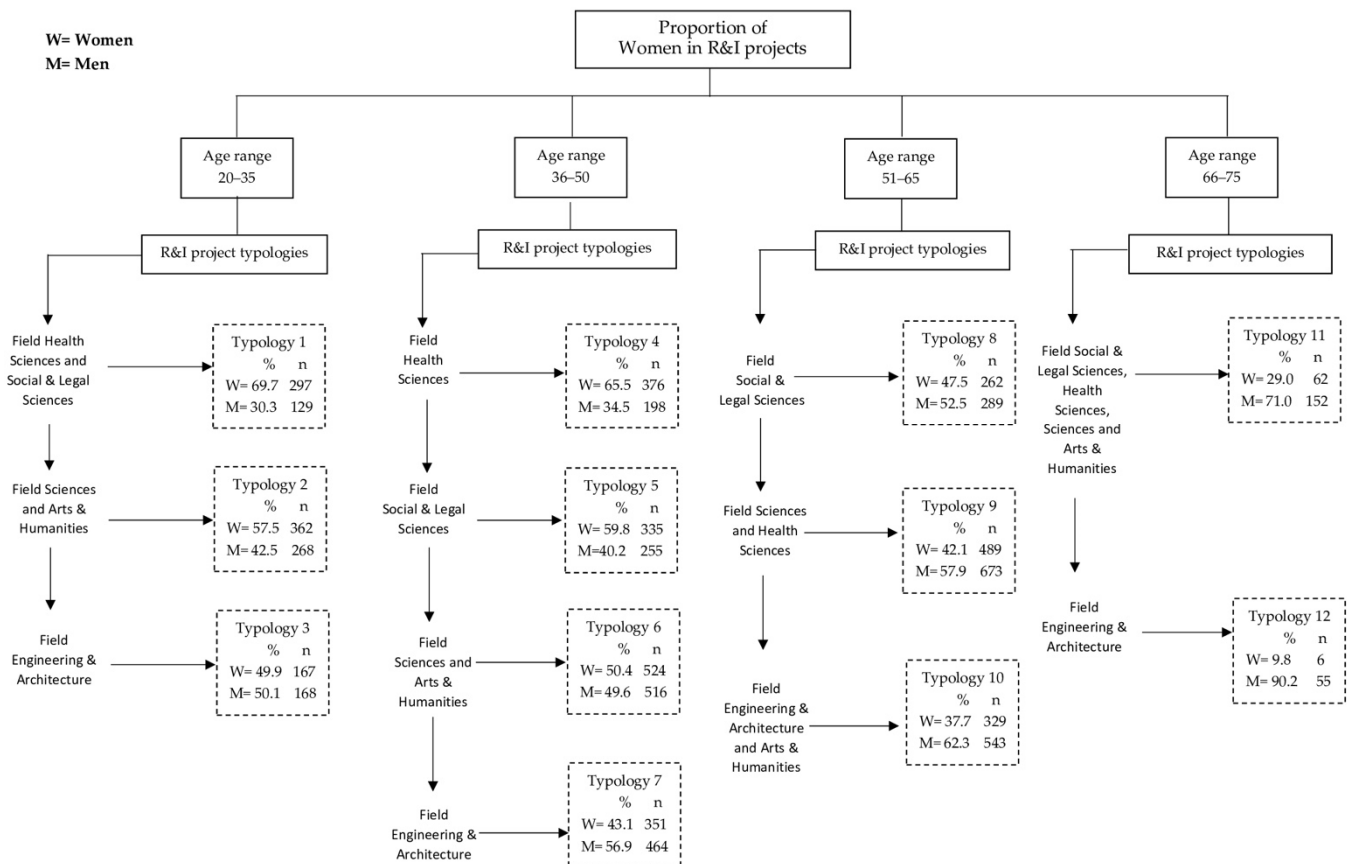 W= Women
M= Men
Proportion of
Women in R&I projects
Age range
20–35
R&I project typologies
Field Health
Sciences and
Social & Legal
Sciences
Typology 1
% n
W= 69.7 297
M= 30.3 129
Field Sciences
and Arts &
Humanities
Typology 2
% n
W= 57.5 362
M= 42.5 268
Field
Engineering &
Architecture
Typology 3
% n
W= 49.9 167
M= 50.1 168
Age range
36–50
R&I project typologies
Field
Health
Sciences
Typology 4
% n
W= 65.5 376
M= 34.5 198
Field
Social & Legal
Sciences
Typology 5
% n
W= 59.8 335
M=40.2 255
Field
Sciences and
Arts &
Humanities
Typology 6
% n
W= 50.4 524
M= 49.6 516
Field
Engineering &
Architecture
Typology 7
% n
W= 43.1 351
M= 56.9 464
Age range
51–65
R&I project typologies
Field
Social &
Legal Sciences
Typology 8
% n
W= 47.5 262
M= 52.5 289
Field Sciences
and Health
Sciences
Typology 9
% n
W= 42.1 489
M= 57.9 673
Field
Engineering &
Architecture
and Arts &
Humanities
Typology 10
% n
W= 37.7 329
M= 62.3 543
Age range
66–75
R&I project typologies
Field Social &
Legal Sciences,
Health
Sciences,
Sciences and
Arts &
Humanities
Typology 11
% n
W= 29.0 62
M= 71.0 152
Field
Engineering &
Architecture
Typology 12
% n
W= 9.8 6
M= 90.2 55